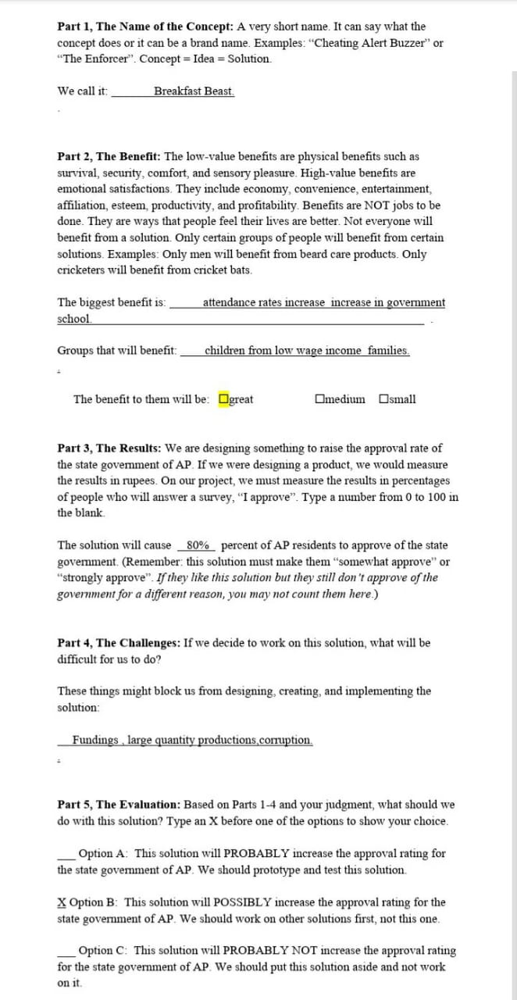 Part 1, The Name of the Concept: A very short name. It can say what the
concept does or it can be a brand name. Examples: “Cheating Alert Buzzer” or
“The Enforcer”. Concept = Idea = Solution.
We call it: ______ Breakfast Beast.
.
Part 2, The Benefit: The low-value benefits are physical benefits such as
survival, security, comfort, and sensory pleasure. High-value benefits are
emotional satisfactions. They include economy, convenience, entertainment,
affiliation, esteem, productivity, and profitability. Benefits are NOT jobs to be
done. They are ways that people feel their lives are better. Not everyone will
benefit from a solution. Only certain groups of people will benefit from certain
solutions. Examples: Only men will benefit from beard care products. Only
cricketers will benefit from cricket bats.
The biggest benefit is: ____ attendance rates increase increase in government
school. .
Groups that will benefit: ___ children from low wage income families.
.
The benefit to them will be: ☐great ☐medium ☐small
Part 3, The Results: We are designing something to raise the approval rate of
the state government of AP. If we were designing a product, we would measure
the results in rupees. On our project, we must measure the results in percentages
of people who will answer a survey, “I approve”. Type a number from 0 to 100 in
the blank.
The solution will cause _80%_ percent of AP residents to approve of the state
government. (Remember: this solution must make them “somewhat approve” or
“strongly approve”. If they like this solution but they still don’t approve of the
government for a different reason, you may not count them here.)
Part 4, The Challenges: If we decide to work on this solution, what will be
difficult for us to do?
These things might block us from designing, creating, and implementing the
solution:
__Fundings , large quantity productions,corruption.
.
Part 5, The Evaluation: Based on Parts 1-4 and your judgment, what should we
do with this solution? Type an X before one of the options to show your choice.
__ Option A: This solution will PROBABLY increase the approval rating for
the state government of AP. We should prototype and test this solution.
X Option B: This solution will POSSIBLY increase the approval rating for the
state government of AP. We should work on other solutions first, not this one.
__ Option C: This solution will PROBABLY NOT increase the approval rating
for the state government of AP. We should put this solution aside and not work
on it.